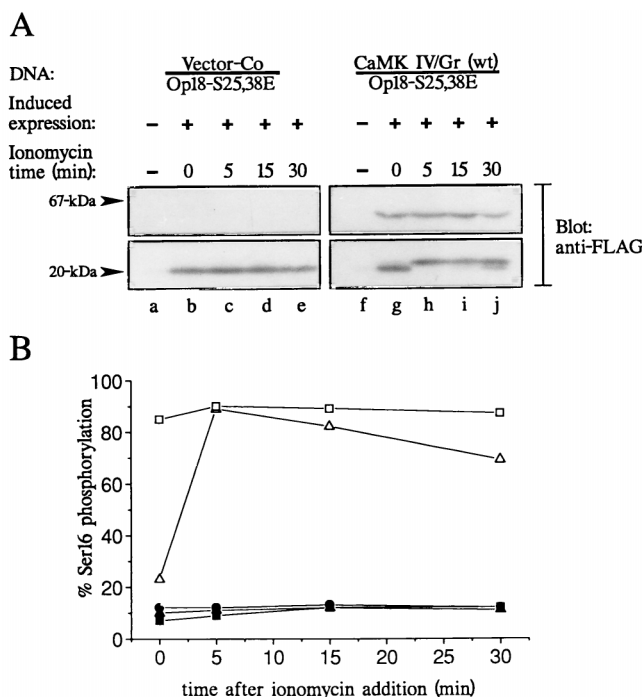 A
DNA: Vector-Co CaMK IV/Gr (wt)
Op18-S25,38E Op18-S25,38E
Induced
expression: - + + + + - + + + +
Ionomycin
time (min): - 0 5 15 30 - 0 5 15 30
67-kDa
20-kDa
Blot:
anti-FLAG
a b c d e f g h i j
B
% Ser16 phosphorylation
100
80
60
40
20
0
0 5 10 15 20 25 30
time after ionomycin addition (min)